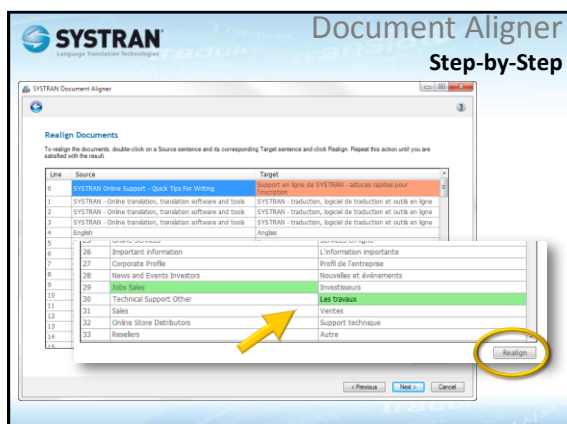 Document Aligner
SYSTRAN
Language Translation Technologies
Step-by-Step
SYSTRAN Document Aligner
Realign Documents
To realign the documents, double-click on a Source sentence and its corresponding Target sentence and click Realign. Repeat this action until you are
satisfied with the result.
Line Source Target
0 SYSTRAN Online Support - Quick Tips For Writing Support en ligne de SYSTRAN - astuces rapides pour
l'inscription
1 SYSTRAN - Online translation, translation software and tools SYSTRAN - traduction, logiciel de traduction et outils en ligne
2 SYSTRAN - Online translation, translation software and tools SYSTRAN - traduction, logiciel de traduction et outils en ligne
3 SYSTRAN - Online translation, translation software and tools SYSTRAN - traduction, logiciel de traduction et outils en ligne
4 English Anglais
5
6
7
8
9
10
11
12
13
14
15
25 Online Services Services en ligne
26 Important information L'information importante
27 Corporate Profile Profil de l'entreprise
28 News and Events Investors Nouvelles et événements
29 Jobs Sales Investisseurs
30 Technical Support Other Les travaux
31 Sales Ventes
32 Online Store Distributors Support technique
33 Resellers Autre
Realign
< Previous Next > Cancel